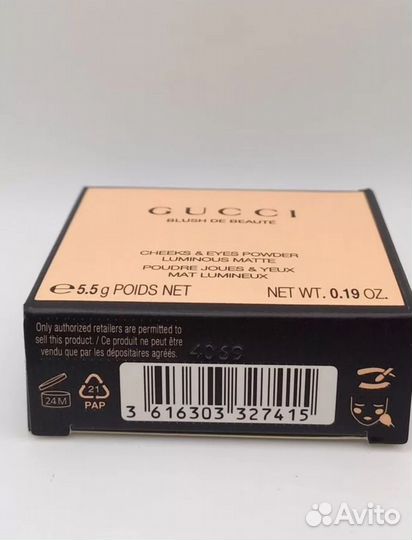 GUCCI
BLUSH DE BEAUTÉ
CHEEKS & EYES POWDER
LUMINOUS MATTE
POUDRE JOUES & YEUX
MAT LUMINEUX
℮ 5.5 g POIDS NET
NET WT. 0.19 OZ.
Only authorized retailers are permitted to
sell this product. / Ce produit ne peut être
vendu que par les dépositaires agréés.
24M
21
PAP
3 616303 327415
Avito